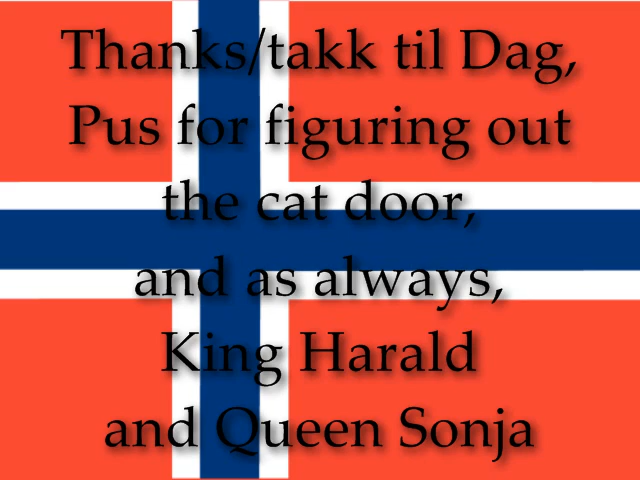 Thanks/takk til Dag,
Pus for figuring out
the cat door,
and as always,
King Harald
and Queen Sonja